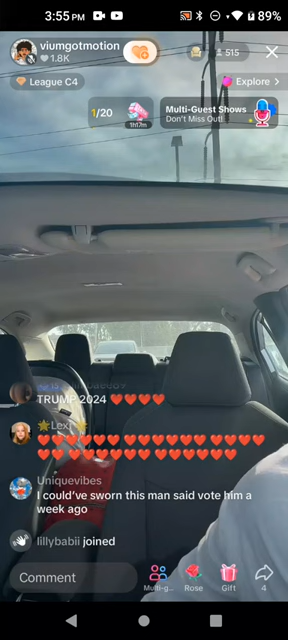 3:55 PM
89%
viumgotmotion
1.8K
515
League C4
Explore >
1/20
1h17m
Multi-Guest Shows
Don't Miss Out!
TRUMP 2024 ❤❤❤❤
Uniquevibes
I could've sworn this man said vote him a
week ago
lillybabii joined
Comment
Multi-g...
Rose
Gift
4